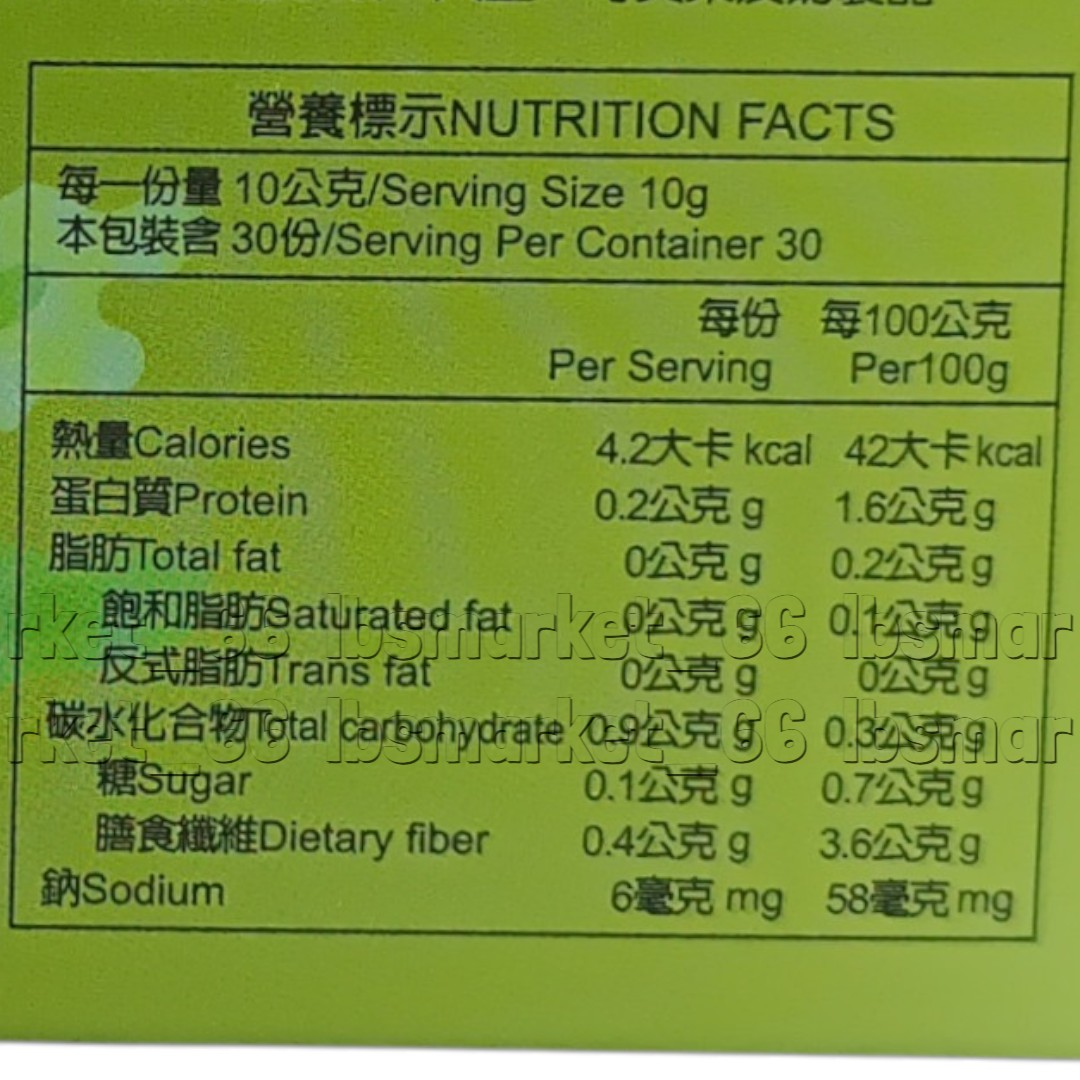 營養標示NUTRITION FACTS
每一份量 10公克/Serving Size 10g
本包裝含 30份/Serving Per Container 30
每份 每100公克
Per Serving Per100g
熱量Calories 4.2大卡 kcal 42大卡 kcal
蛋白質Protein 0.2公克 g 1.6公克 g
脂肪Total fat 0公克 g 0.2公克 g
飽和脂肪Saturated fat 0公克 g 0.1公克 g
rket_66 lbsmarket_66 lbsmar
反式脂肪Trans fat 0公克 g 0公克 g
碳水化合物Total carbohydrate 0.9公克 g 0.3公克 g
rket_66 lbsmarket_66 lbsmar
糖Sugar 0.1公克 g 0.7公克 g
膳食纖維Dietary fiber 0.4公克 g 3.6公克 g
鈉Sodium 6毫克 mg 58毫克 mg